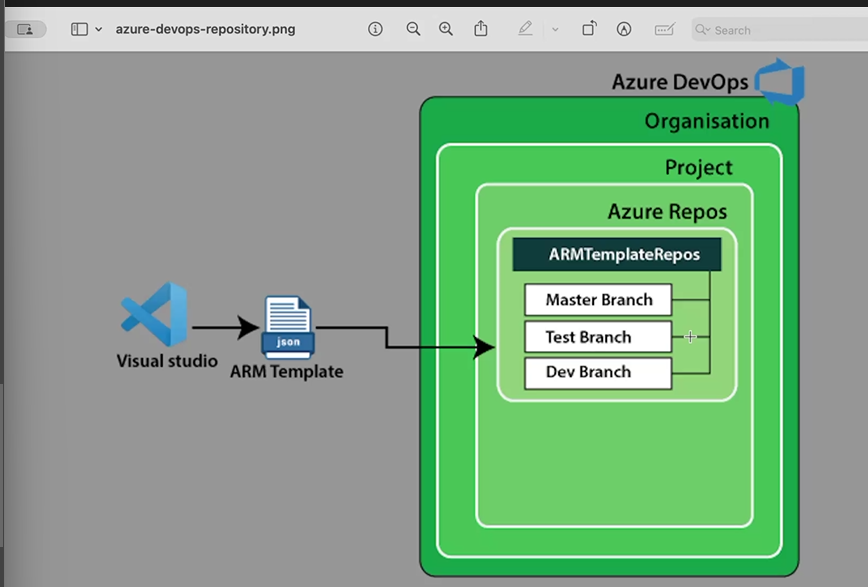 azure-devops-repository.png
Search
Azure DevOps
Organisation
Project
Azure Repos
ARMTemplateRepos
Master Branch
Test Branch
Dev Branch
json
Visual studio
ARM Template